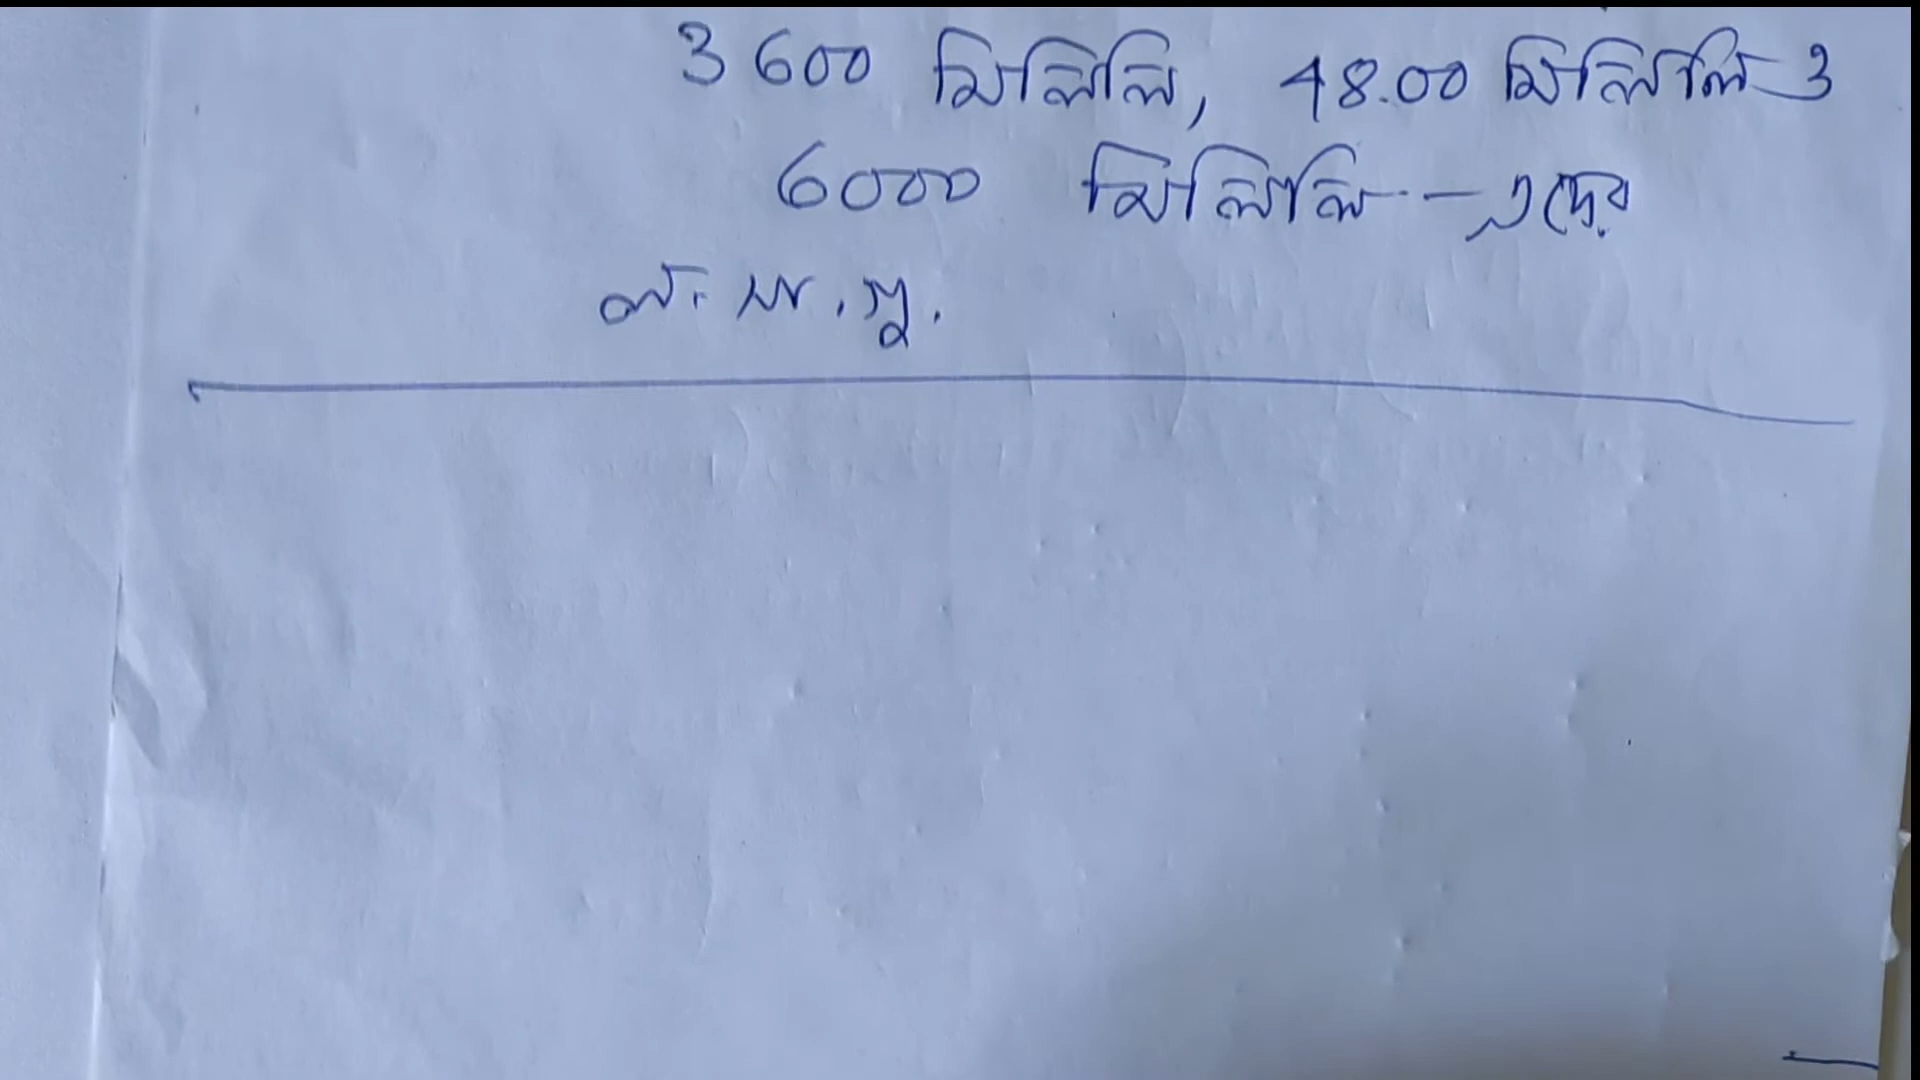 3600 মিলিলি, 48.00 মিলিলি ও
6000 মিলিলি — এদের
ল. সা. গু.